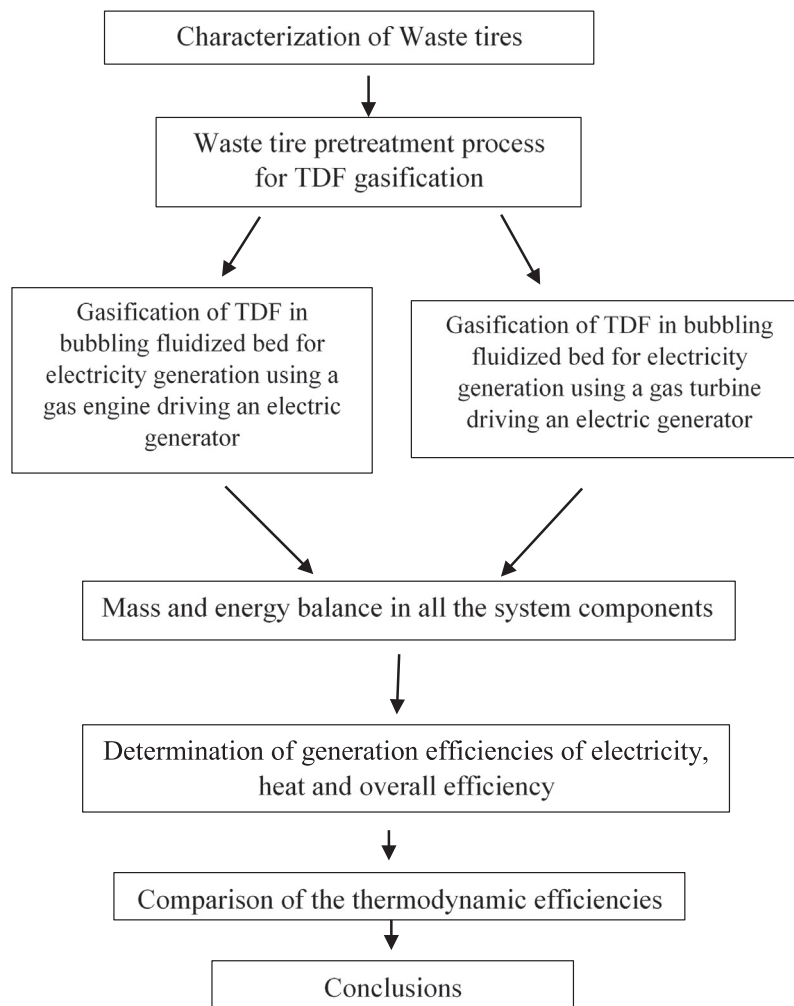 Characterization of Waste tires
Waste tire pretreatment process
for TDF gasification
Gasification of TDF in
bubbling fluidized bed for
electricity generation using a
gas engine driving an electric
generator
Gasification of TDF in bubbling
fluidized bed for electricity
generation using a gas turbine
driving an electric generator
Mass and energy balance in all the system components
Determination of generation efficiencies of electricity,
heat and overall efficiency
Comparison of the thermodynamic efficiencies
Conclusions